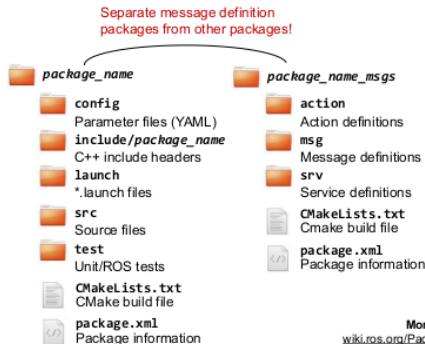 Separate message definition
packages from other packages!
package_name
config
Parameter files (YAML)
include/package_name
C++ include headers
launch
*.launch files
src
Source files
test
Unit/ROS tests
CMakeLists.txt
CMake build file
package.xml
Package information
package_name_msgs
action
Action definitions
msg
Message definitions
srv
Service definitions
CMakeLists.txt
Cmake build file
package.xml
Package information